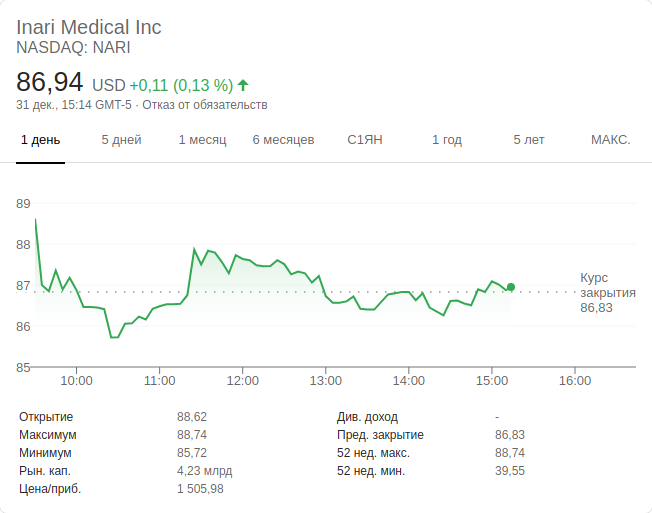 Inari Medical Inc
NASDAQ: NARI
86,94 USD +0,11 (0,13 %)
31 дек., 15:14 GMT-5 · Отказ от обязательств
1 день 5 дней 1 месяц 6 месяцев С1ЯН 1 год 5 лет МАКС.
89
88
87
86
85
Курс
закрытия
86,83
10:00 11:00 12:00 13:00 14:00 15:00 16:00
Открытие 88,62
Максимум 88,74
Минимум 85,72
Рын. кап. 4,23 млрд
Цена/приб. 1 505,98
Див. доход -
Пред. закрытие 86,83
52 нед. макс. 88,74
52 нед. мин. 39,55